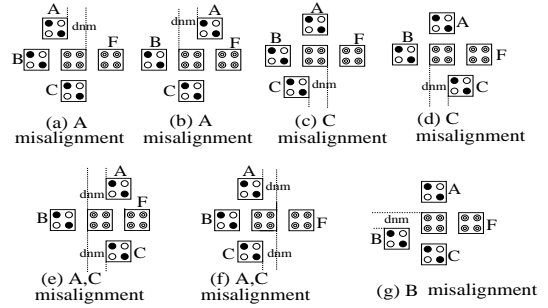 A
dnm
B
F
C
(a) A
misalignment
A
dnm
B
F
C
(b) A
misalignment
A
B
F
C
dnm
(c) C
misalignment
A
B
F
C
dnm
(d) C
misalignment
A
dnm
F
B
dnm
C
(e) A,C
misalignment
A
dnm
B
F
dnm
C
(f) A,C
misalignment
A
dnm
F
B
C
(g) B misalignment